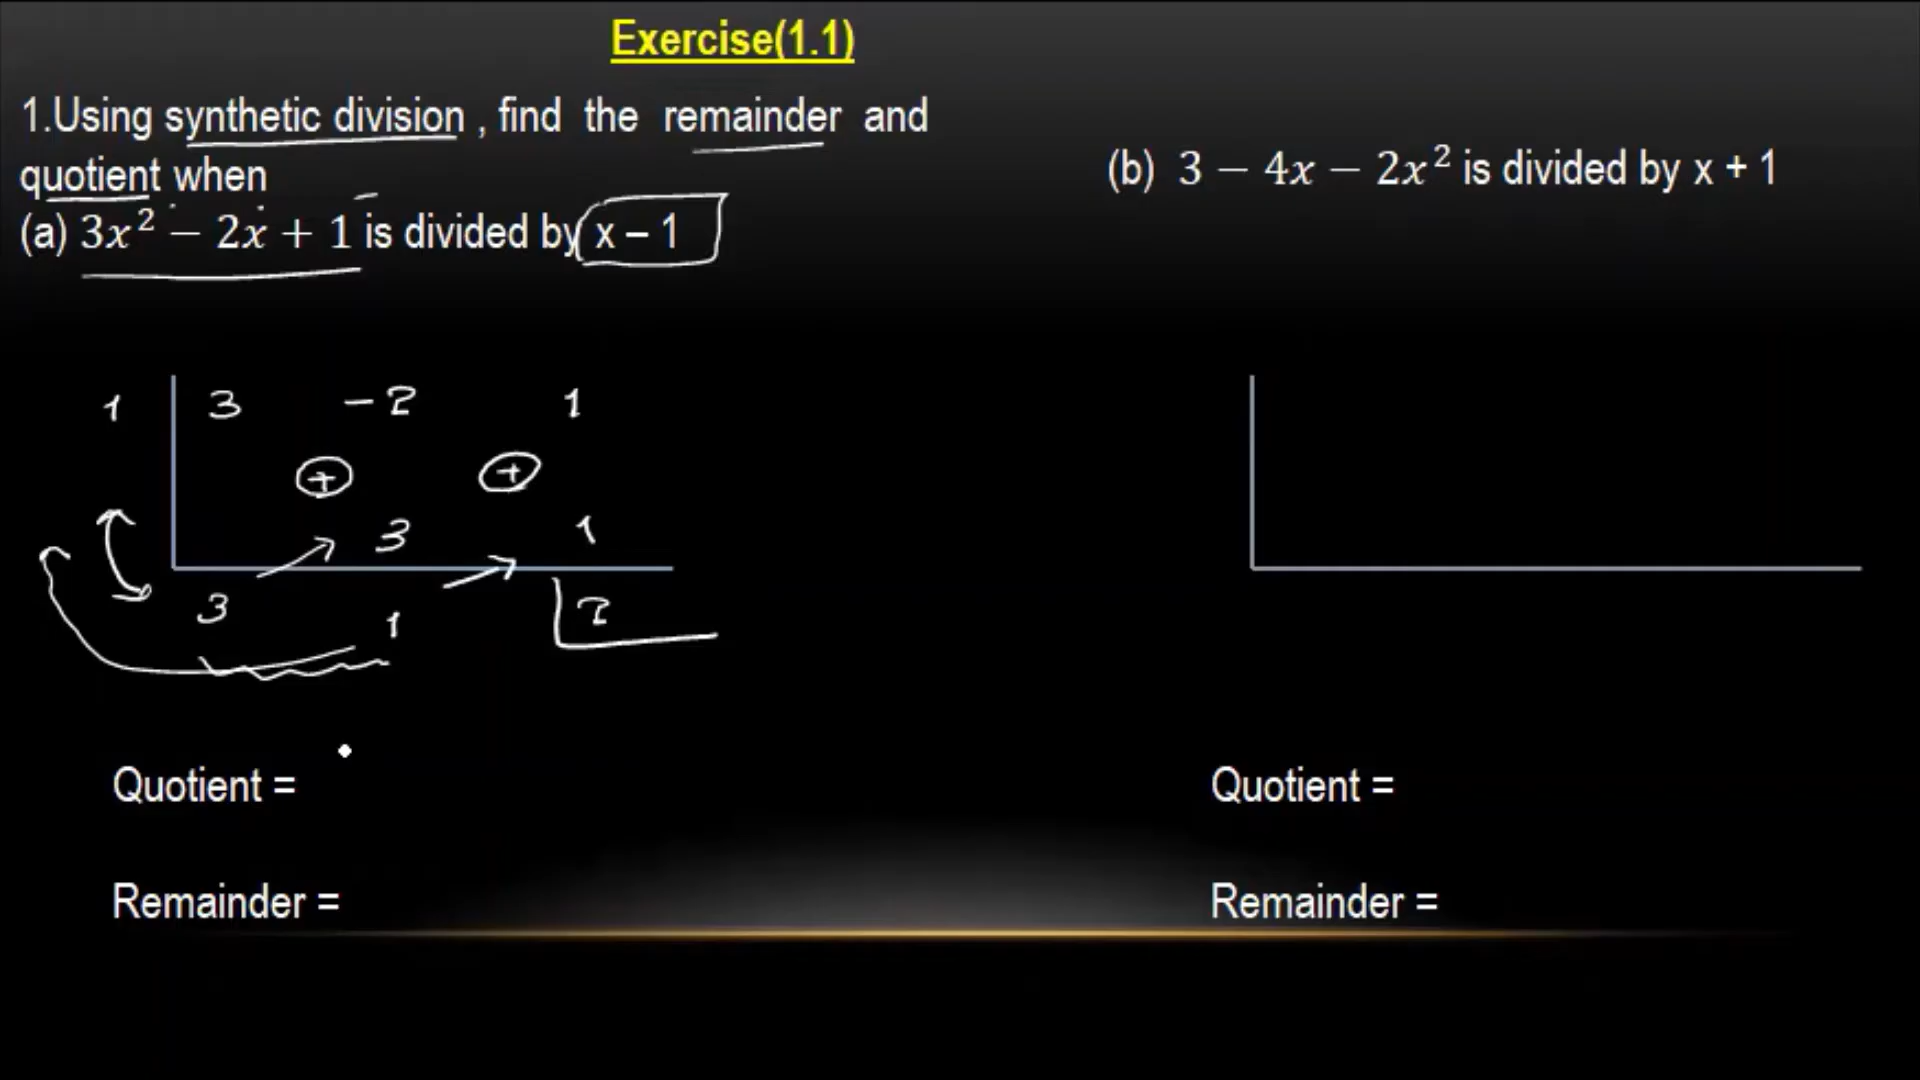 Exercise(1.1)
1.Using synthetic division , find the remainder and
quotient when
(a) 3x² − 2x + 1 is divided by x – 1
(b) 3 − 4x − 2x² is divided by x + 1
1 3 -2 1
+ +
3 1
3 1 2
Quotient =
Remainder =
Quotient =
Remainder =